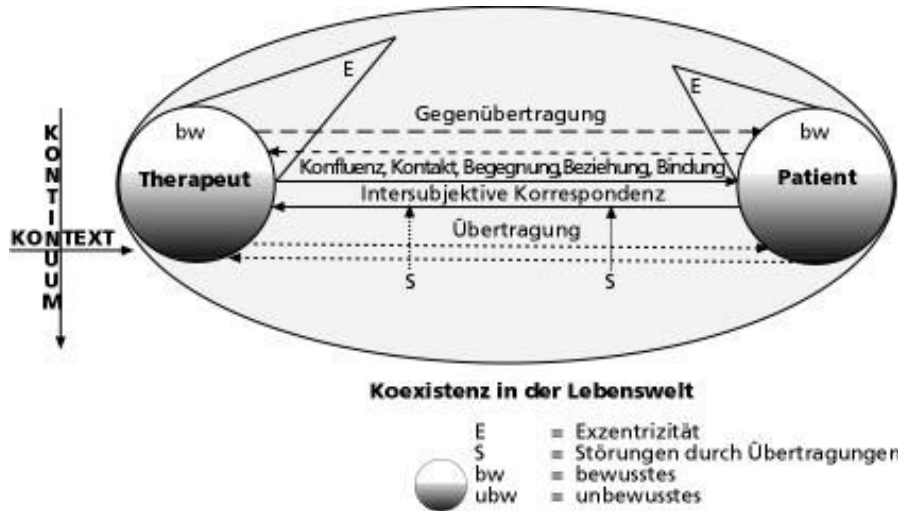 E
E
Gegenübertragung
bw
bw
Konfluenz, Kontakt, Begegnung,Beziehung, Bindung
Therapeut
Patient
Intersubjektive Korrespondenz
Übertragung
KONTINUUM
KONTEXT
S
S
Koexistenz in der Lebenswelt
E = Exzentrizität
S = Störungen durch Übertragungen
bw = bewusstes
ubw = unbewusstes